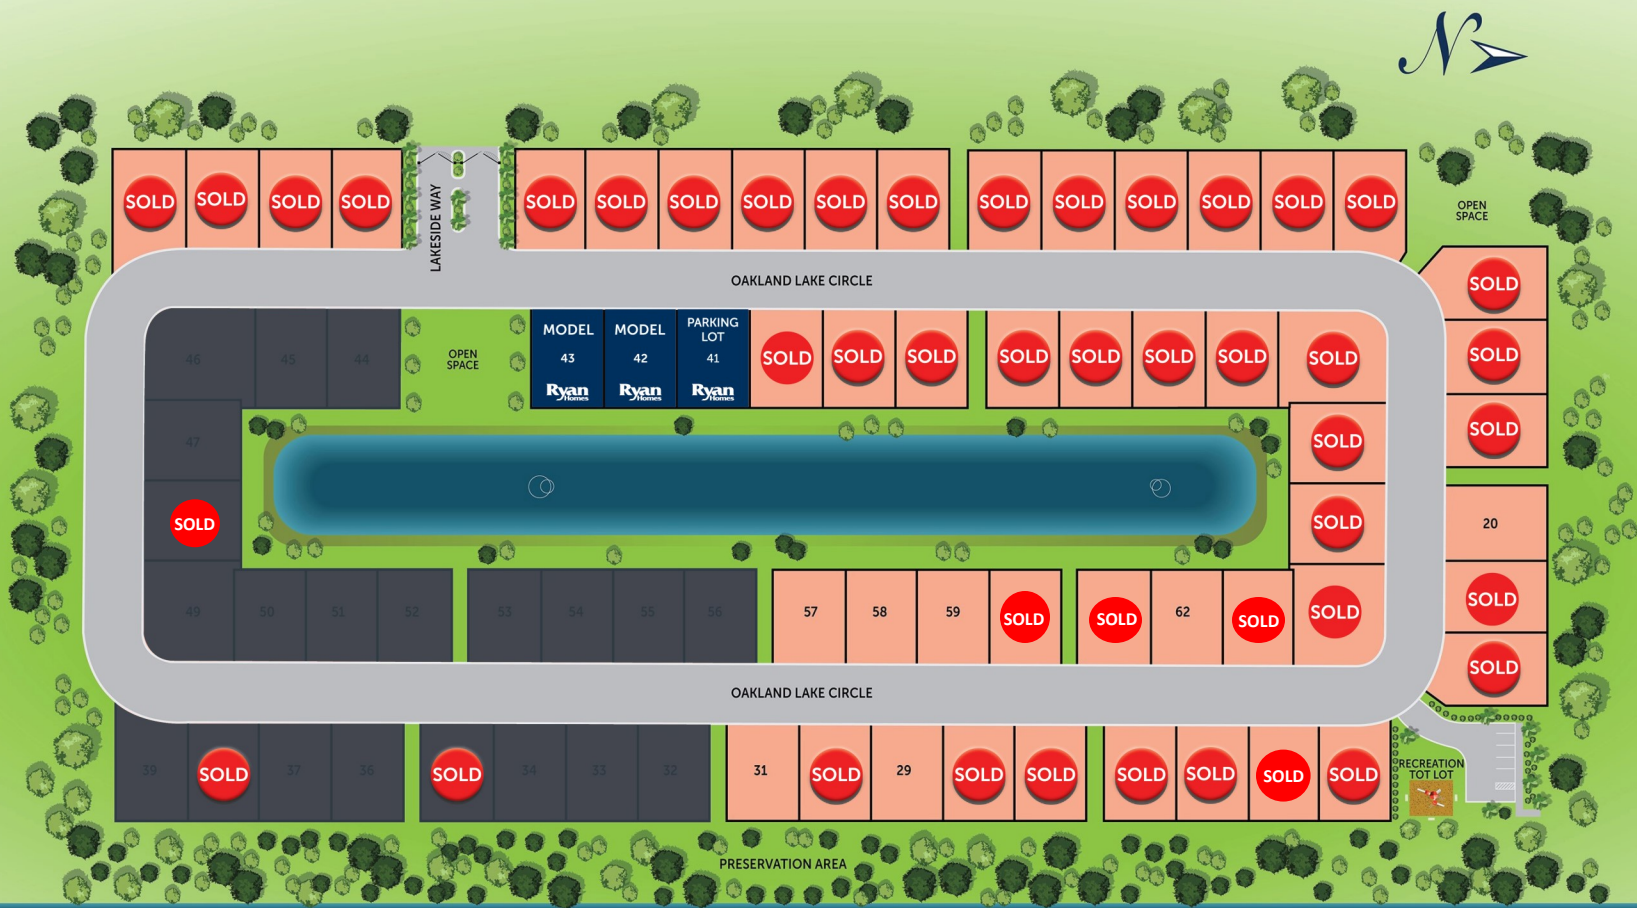 N
SOLD SOLD SOLD SOLD
LAKESIDE WAY
SOLD SOLD SOLD SOLD SOLD SOLD
SOLD SOLD SOLD SOLD SOLD SOLD
OPEN
SPACE
OAKLAND LAKE CIRCLE
SOLD
SOLD
SOLD
46 45 44
OPEN
SPACE
MODEL
43
Ryan
Homes
MODEL
42
Ryan
Homes
PARKING
LOT
41
Ryan
Homes
SOLD SOLD SOLD
SOLD SOLD SOLD SOLD SOLD
47
SOLD
SOLD
SOLD
20
SOLD
SOLD
49 50 51 52
53 54 55 56
57 58 59 SOLD
SOLD 62 SOLD SOLD
OAKLAND LAKE CIRCLE
39 SOLD 37 36
SOLD 34 33 32
31 SOLD 29 SOLD SOLD
SOLD SOLD SOLD SOLD
RECREATION
TOT LOT
PRESERVATION AREA